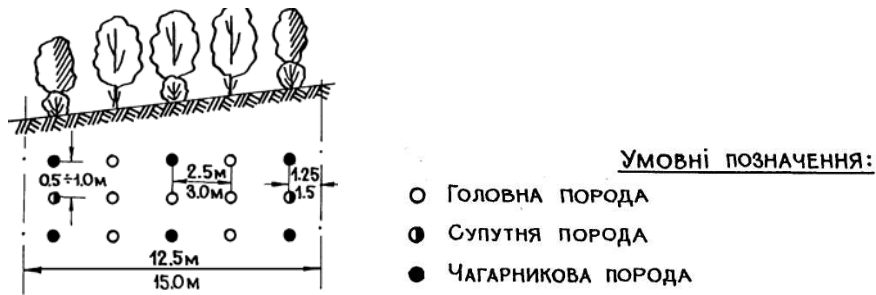 0.5÷1.0м
2.5м
3.0м
1.25
1.5
12.5м
15.0м
Умовні позначення:
Головна порода
Супутня порода
Чагарникова порода